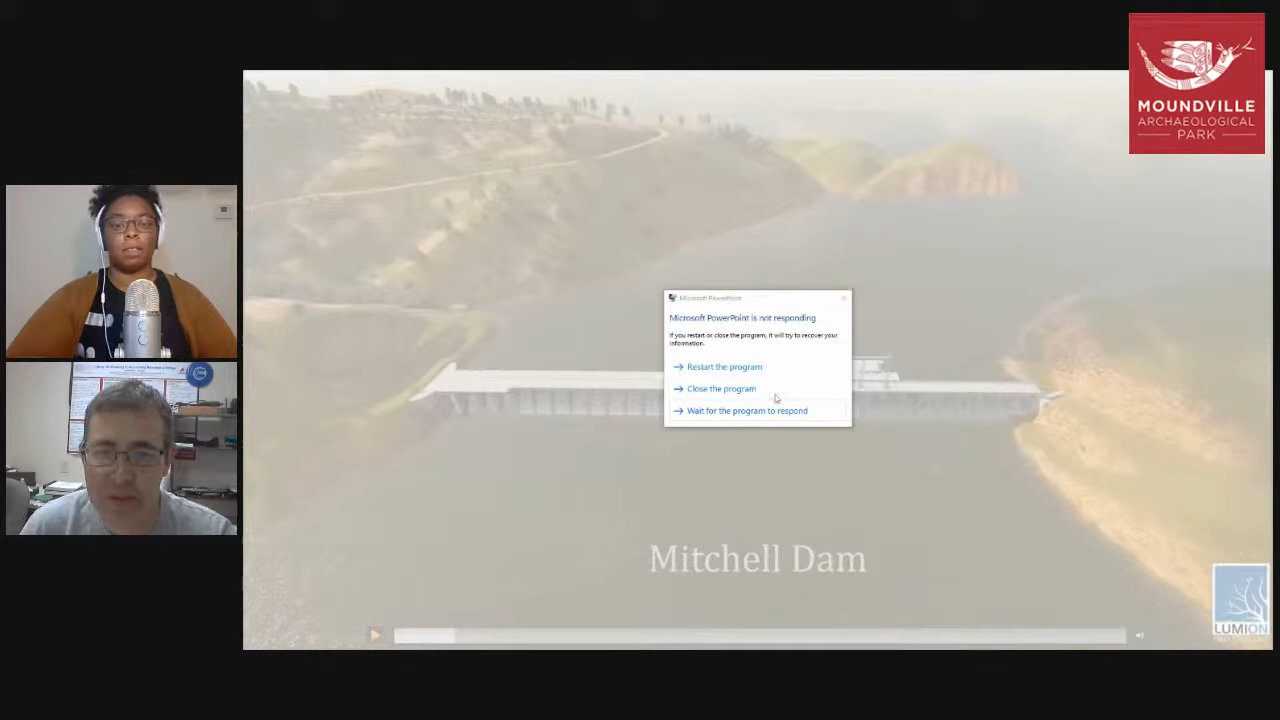 MOUNDVILLE
ARCHAEOLOGICAL
PARK
Microsoft PowerPoint
Microsoft PowerPoint is not responding
If you restart or close the program, it will try to recover your
information.
Restart the program
Close the program
Wait for the program to respond
Mitchell Dam
LUMION